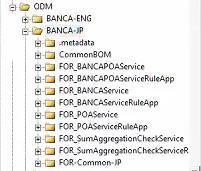 ODM
BANCA-ENG
BANCA-JP
.metadata
CommonBOM
FOR_BANCAPOAService
FOR_BANCAPOAServiceRuleApp
FOR_BANCAService
FOR_BANCAServiceRuleApp
FOR_POAService
FOR_POAServiceRuleApp
FOR_SumAggregationCheckService
FOR_SumAggregationCheckServiceR
FOR-Common-JP